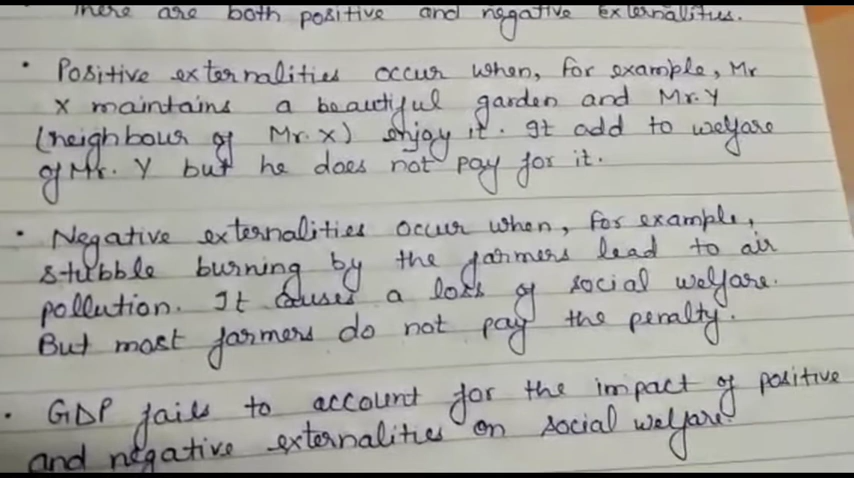 There are both positive and negative externalities.
• Positive externalities occur when, for example, Mr
X maintains a beautiful garden and Mr. Y
(neighbour of Mr. X) enjoy it. It add to welfare
of Mr. Y but he does not pay for it.
• Negative externalities occur when, for example,
stubble burning by the farmers lead to air
pollution. It causes a loss of social welfare.
But most farmers do not pay the penalty.
• GDP fails to account for the impact of positive
and negative externalities on social welfare.